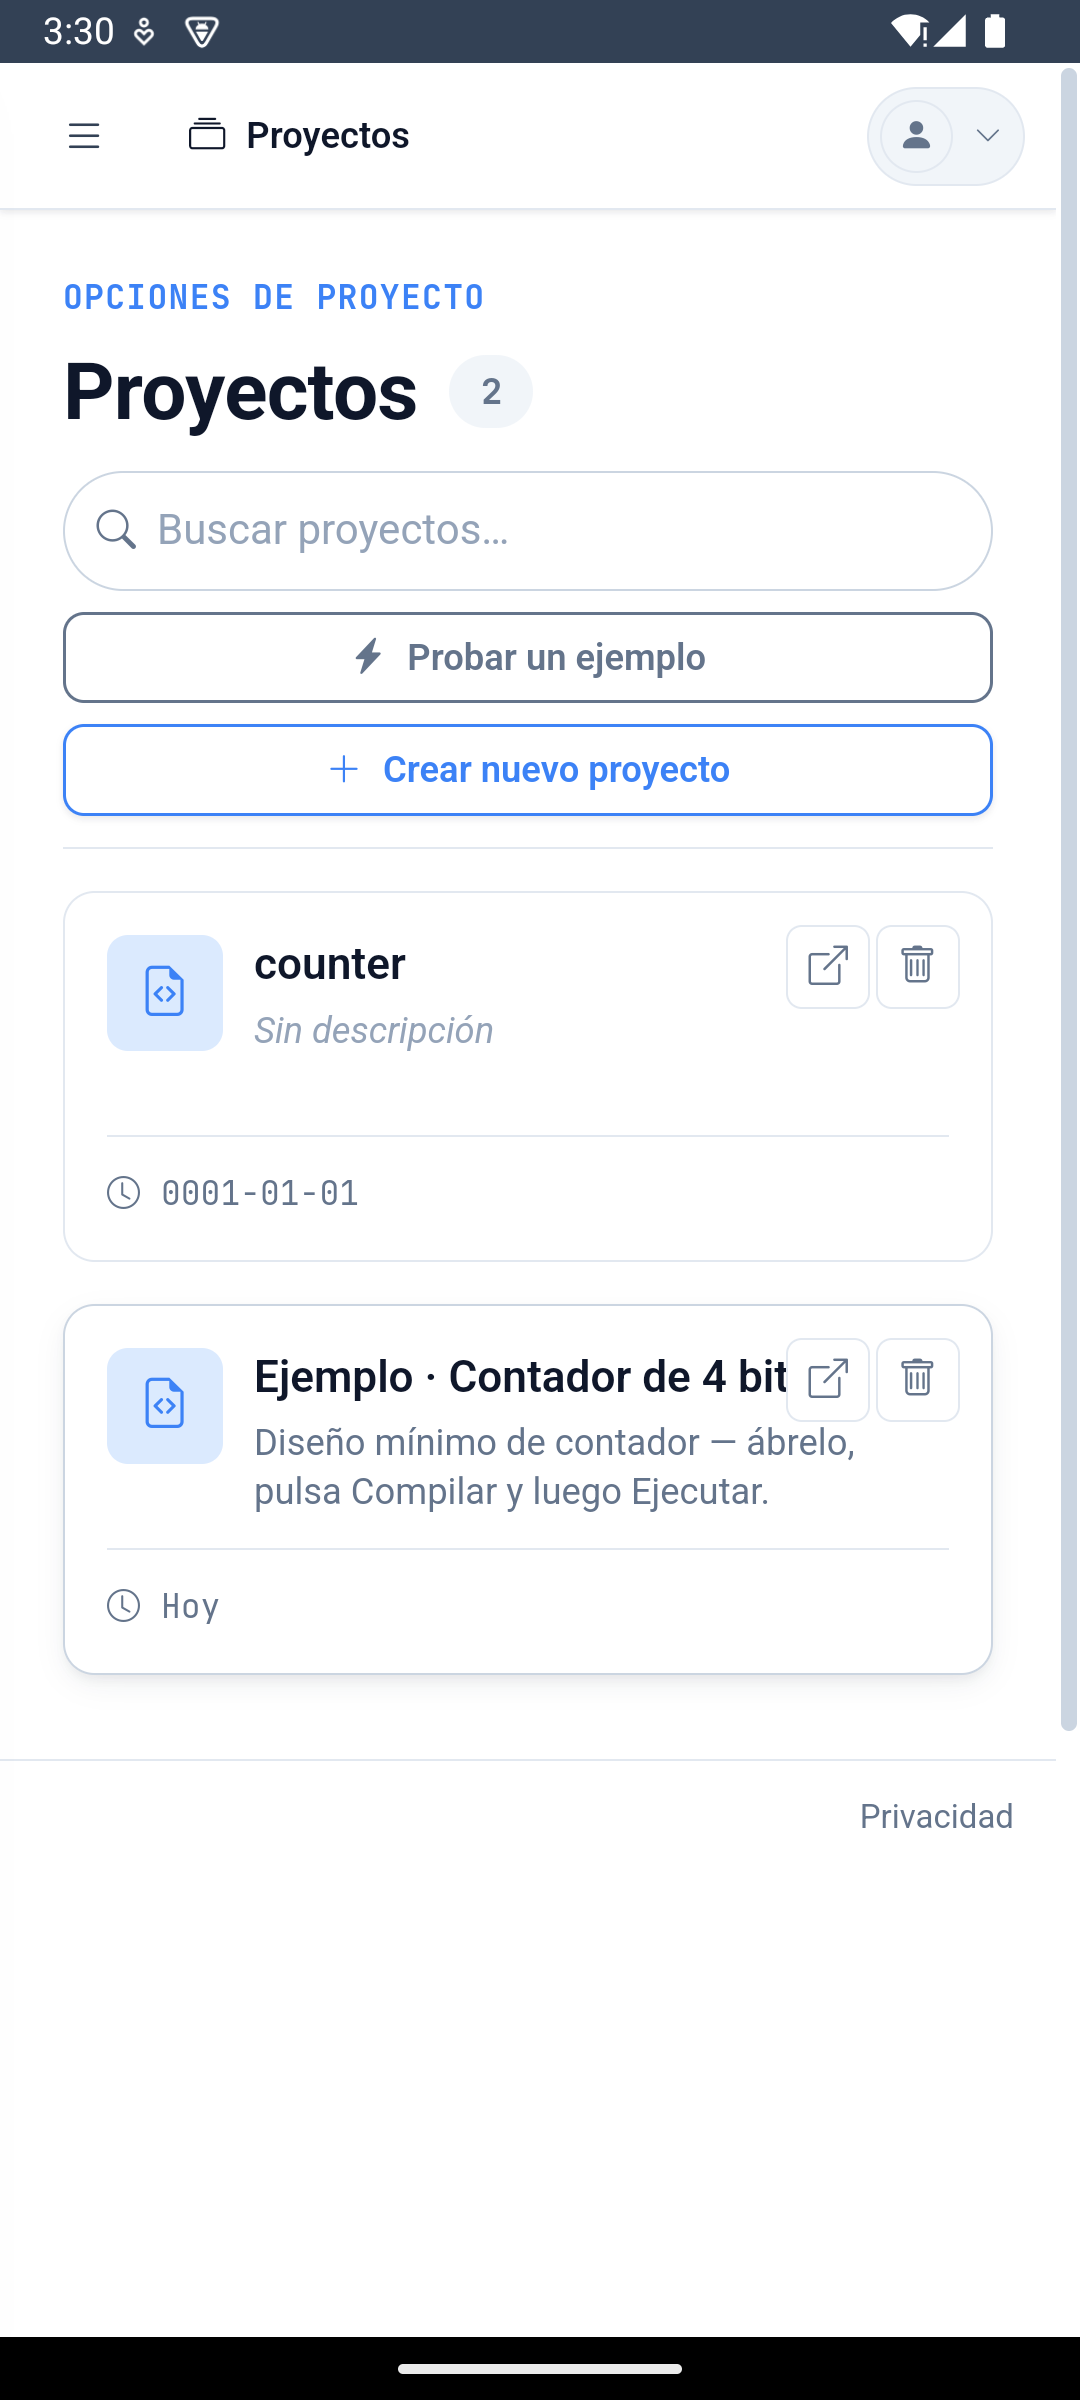 3:30
Proyectos
OPCIONES DE PROYECTO
Proyectos 2
Buscar proyectos...
Probar un ejemplo
Crear nuevo proyecto
counter
Sin descripción
0001-01-01
Ejemplo · Contador de 4 bit
Diseño mínimo de contador — ábrelo,
pulsa Compilar y luego Ejecutar.
Hoy
Privacidad